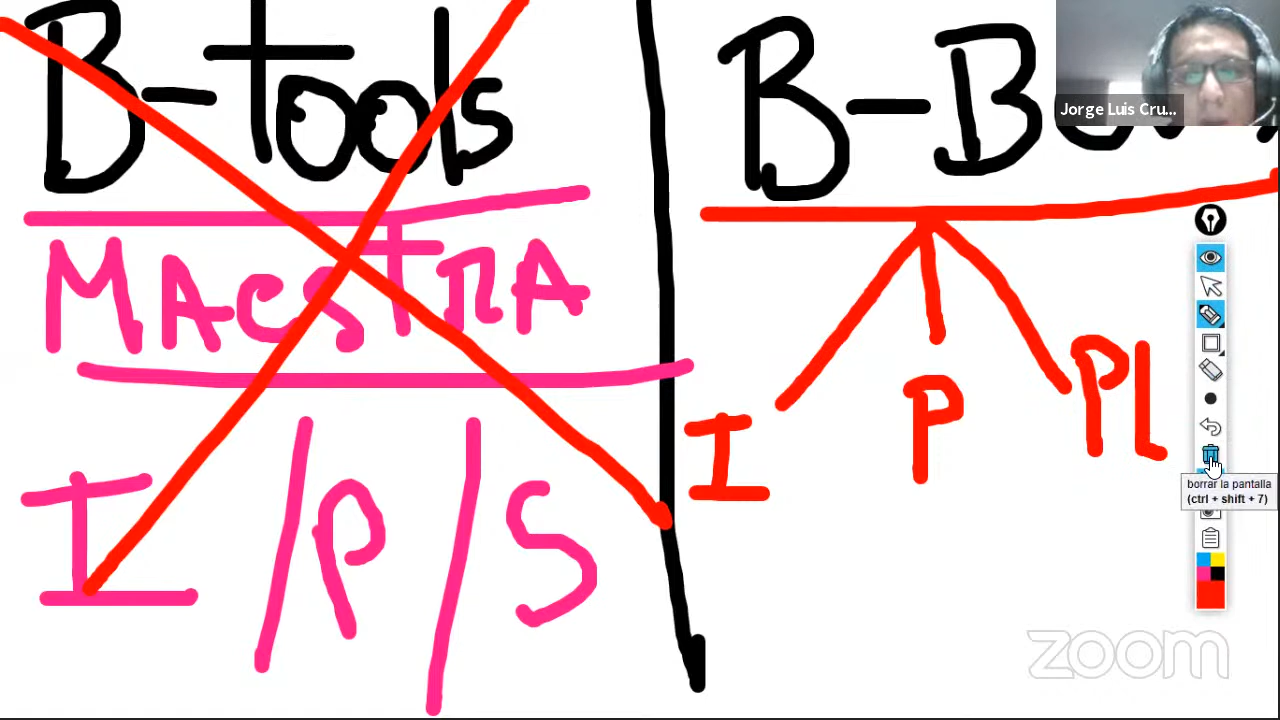 B-tools
MAESTRA
I / P / S
B-B
I P Pl
Jorge Luis Cru...
borrar la pantalla
(ctrl + shift + 7)
zoom